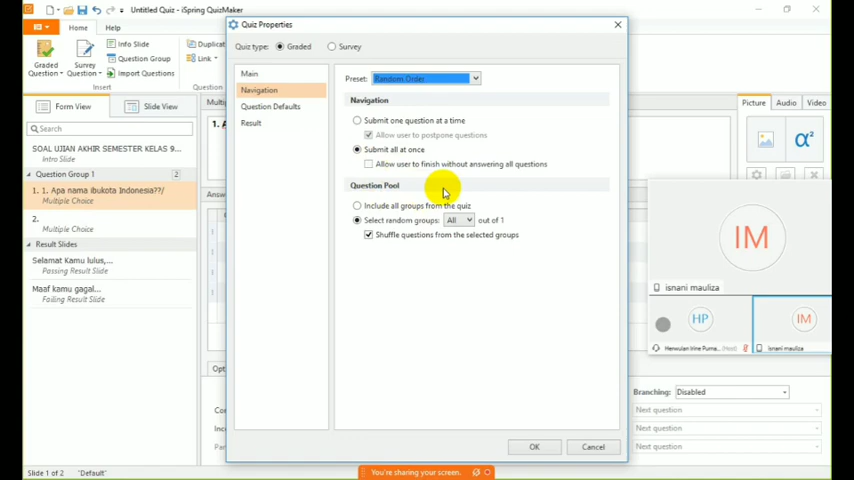 Untitled Quiz - iSpring QuizMaker
Home
Help
Graded Question
Survey Question
Info Slide
Question Group
Import Questions
Insert
Duplicat
Link
Question
Form View
Slide View
Search
SOAL UJIAN AKHIR SEMESTER KELAS 9...
Intro Slide
Question Group 1
2
1. 1. Apa nama ibukota Indonesia??/
Multiple Choice
2.
Multiple Choice
Result Slides
Selamat Kamu lulus,...
Passing Result Slide
Maaf kamu gagal...
Failing Result Slide
Slide 1 of 2
"Default"
Quiz Properties
Quiz type:
Graded
Survey
Main
Navigation
Question Defaults
Result
Preset:
Random Order
Navigation
Submit one question at a time
Allow user to postpone questions
Submit all at once
Allow user to finish without answering all questions
Question Pool
Include all groups from the quiz
Select random groups: All out of 1
Shuffle questions from the selected groups
OK
Cancel
Picture
Audio
Video
IM
isnani mauliza
HP
IM
isnani mauliza
Branching: Disabled
Next question
Next question
Next question
You're sharing your screen.